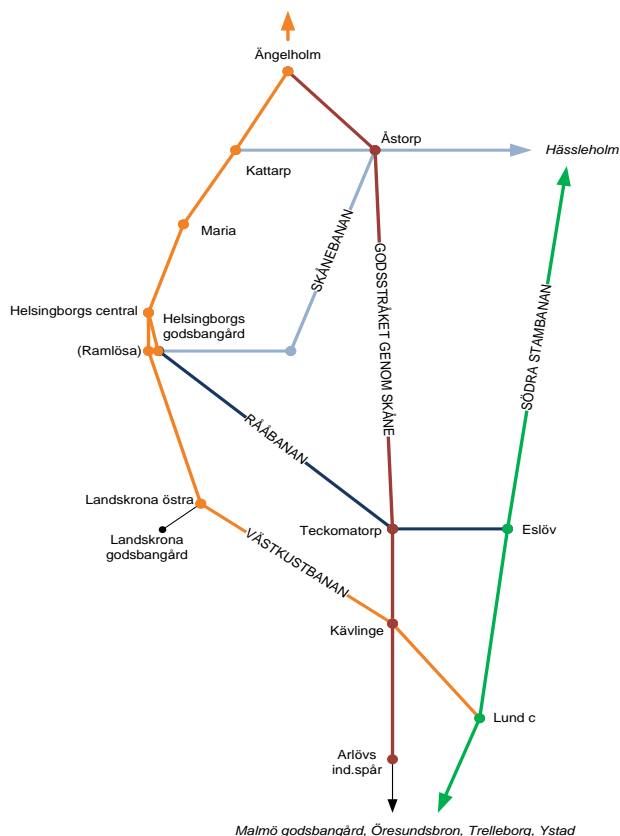 Ängelholm
Åstorp
Hässleholm
Kattarp
Maria
SKÅNEBANAN
GODSSTRÅKET GENOM SKÅNE
SÖDRA STAMBANAN
Helsingborgs central
Helsingborgs
godsbangård
(Ramlösa)
RÅÅBANAN
Landskrona östra
Landskrona
godsbangård
VÄSTKUSTBANAN
Teckomatorp
Eslöv
Kävlinge
Lund c
Arlövs
ind.spår
Malmö godsbangård, Öresundsbron, Trelleborg, Ystad